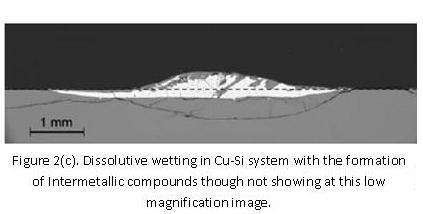 1 mm
Figure 2(c). Dissolutive wetting in Cu-Si system with the formation
of Intermetallic compounds though not showing at this low
magnification image.